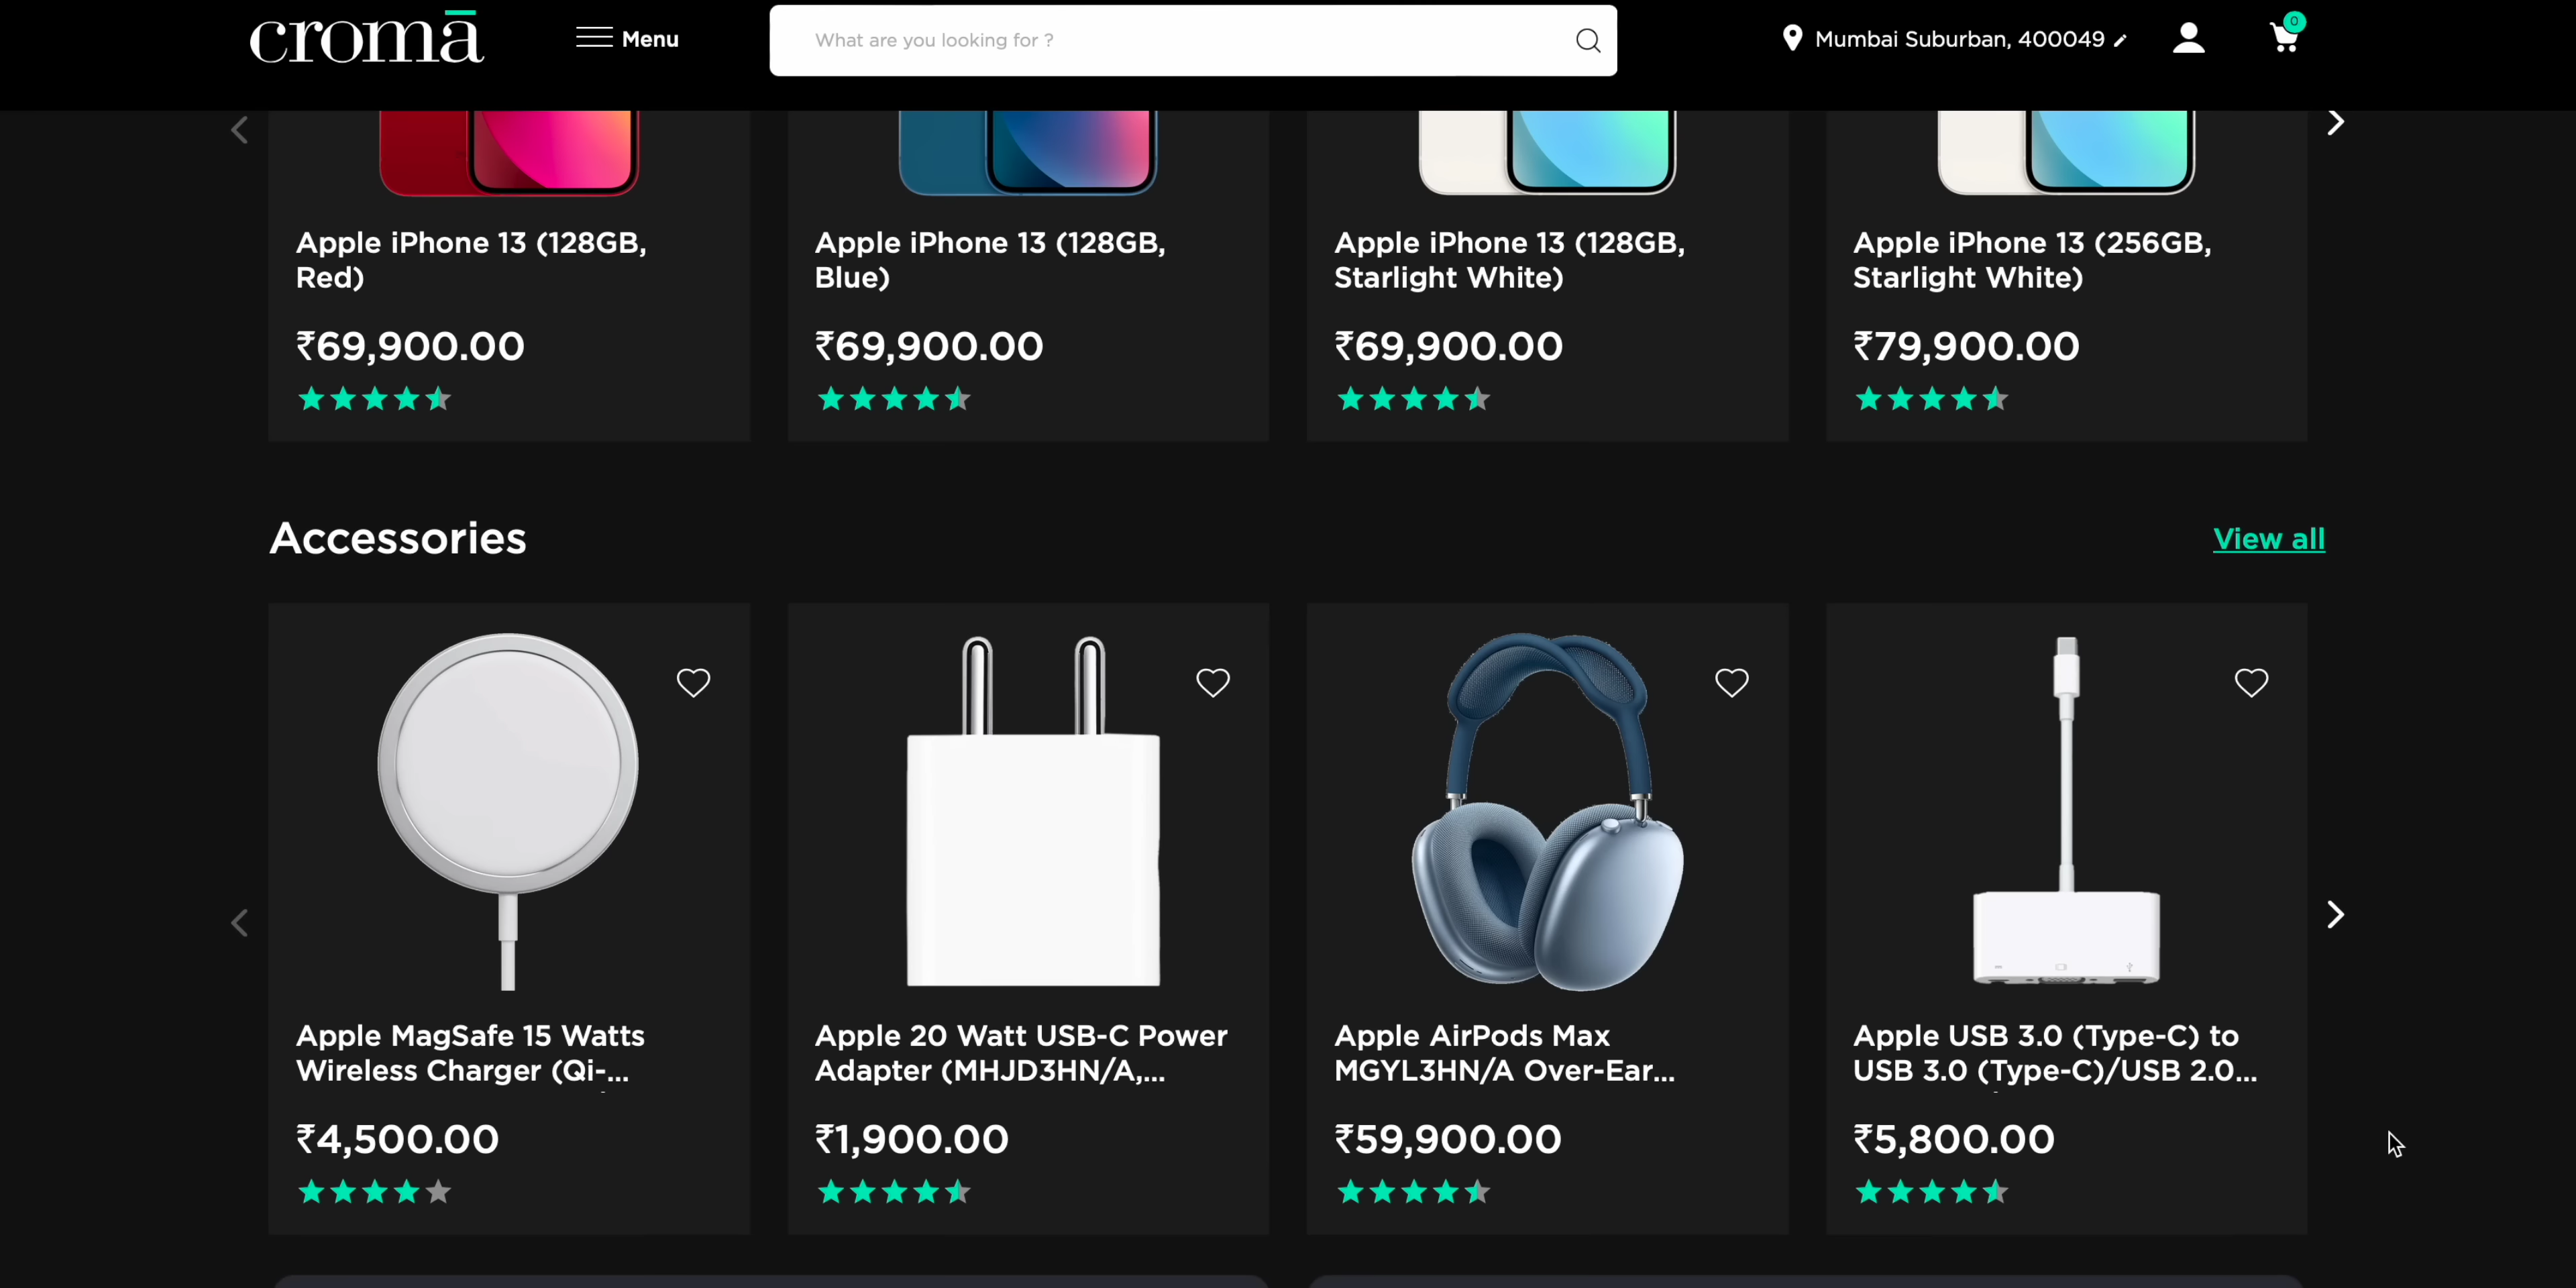 cromā
Menu
What are you looking for ?
Mumbai Suburban, 400049
0
Apple iPhone 13 (128GB,
Red)
₹69,900.00
Apple iPhone 13 (128GB,
Blue)
₹69,900.00
Apple iPhone 13 (128GB,
Starlight White)
₹69,900.00
Apple iPhone 13 (256GB,
Starlight White)
₹79,900.00
Accessories
View all
Apple MagSafe 15 Watts
Wireless Charger (Qi-...
₹4,500.00
Apple 20 Watt USB-C Power
Adapter (MHJD3HN/A,...
₹1,900.00
Apple AirPods Max
MGYL3HN/A Over-Ear...
₹59,900.00
Apple USB 3.0 (Type-C) to
USB 3.0 (Type-C)/USB 2.0...
₹5,800.00